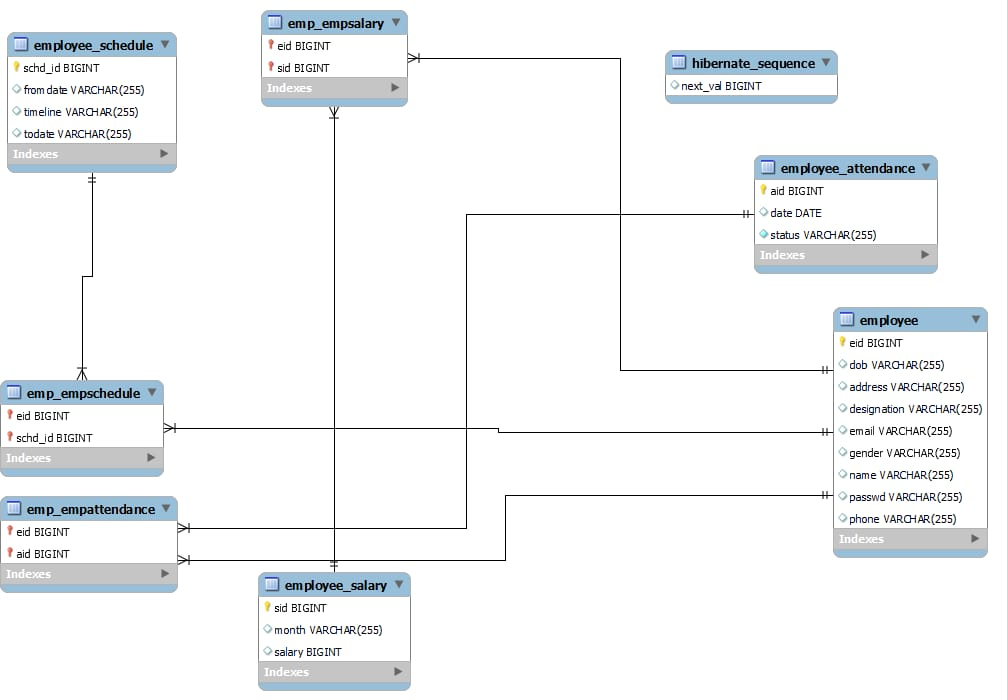 employee_schedule
schd_id BIGINT
fromdate VARCHAR(255)
timeline VARCHAR(255)
todate VARCHAR(255)
Indexes
emp_empsalary
eid BIGINT
sid BIGINT
Indexes
hibernate_sequence
next_val BIGINT
employee_attendance
aid BIGINT
date DATE
status VARCHAR(255)
Indexes
employee
eid BIGINT
dob VARCHAR(255)
address VARCHAR(255)
designation VARCHAR(255)
email VARCHAR(255)
gender VARCHAR(255)
name VARCHAR(255)
passwd VARCHAR(255)
phone VARCHAR(255)
Indexes
emp_empschedule
eid BIGINT
schd_id BIGINT
Indexes
emp_empattendance
eid BIGINT
aid BIGINT
Indexes
employee_salary
sid BIGINT
month VARCHAR(255)
salary BIGINT
Indexes